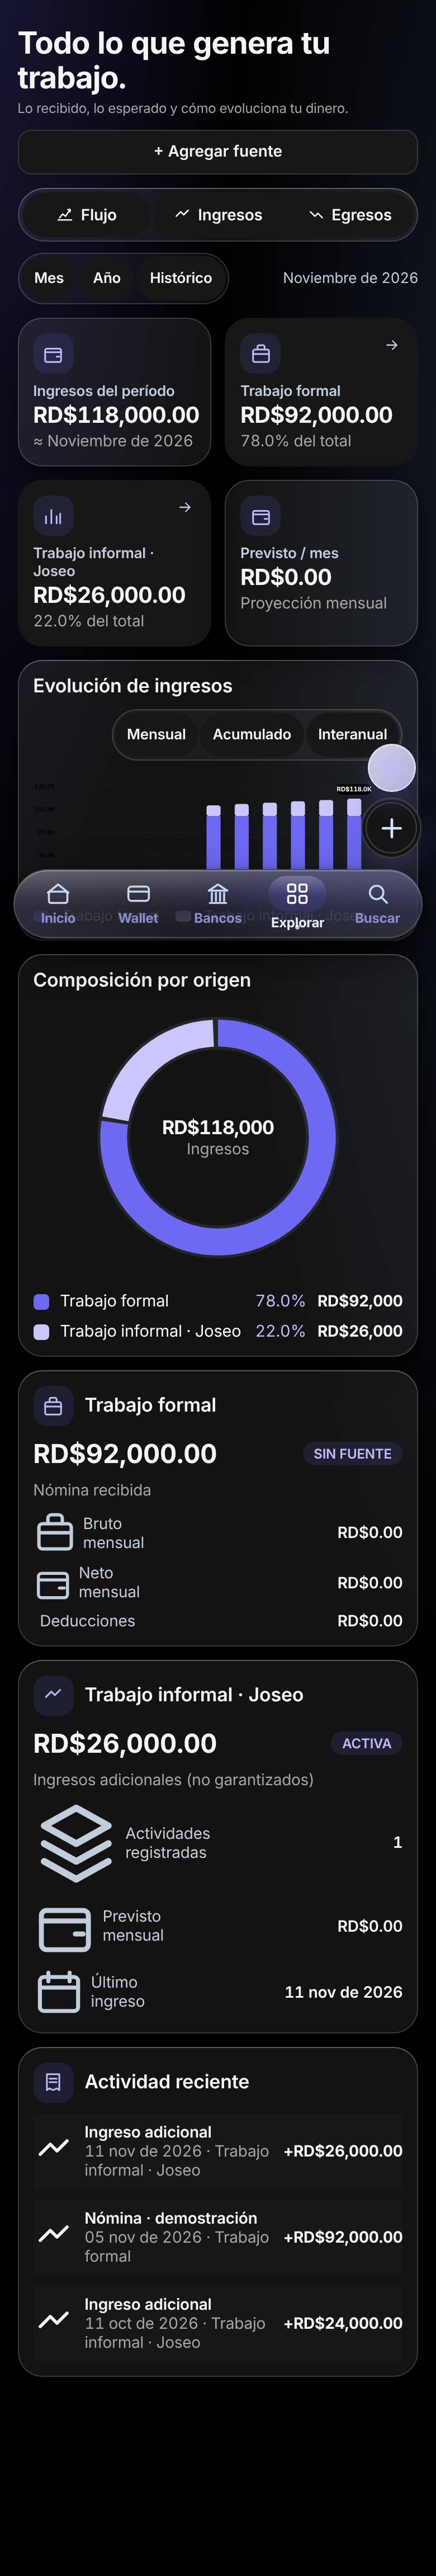 Todo lo que genera tu
trabajo.
Lo recibido, lo esperado y cómo evoluciona tu dinero.
+ Agregar fuente
Flujo
Ingresos
Egresos
Mes
Año
Histórico
Noviembre de 2026
Ingresos del período
RD$118,000.00
≈ Noviembre de 2026
Trabajo formal
RD$92,000.00
78.0% del total
Trabajo informal ·
Joseo
RD$26,000.00
22.0% del total
Previsto / mes
RD$0.00
Proyección mensual
Evolución de ingresos
Mensual
Acumulado
Interanual
RD$118.0K
Inicio
Wallet
Bancos
Explorar
Buscar
Composición por origen
RD$118,000
Ingresos
Trabajo formal 78.0% RD$92,000
Trabajo informal · Joseo 22.0% RD$26,000
Trabajo formal
RD$92,000.00
SIN FUENTE
Nómina recibida
Bruto
mensual
RD$0.00
Neto
mensual
RD$0.00
Deducciones RD$0.00
Trabajo informal · Joseo
RD$26,000.00
ACTIVA
Ingresos adicionales (no garantizados)
Actividades
registradas
1
Previsto
mensual
RD$0.00
Último
ingreso
11 nov de 2026
Actividad reciente
Ingreso adicional
11 nov de 2026 · Trabajo
informal · Joseo
+RD$26,000.00
Nómina · demostración
05 nov de 2026 · Trabajo
formal
+RD$92,000.00
Ingreso adicional
11 oct de 2026 · Trabajo
informal · Joseo
+RD$24,000.00